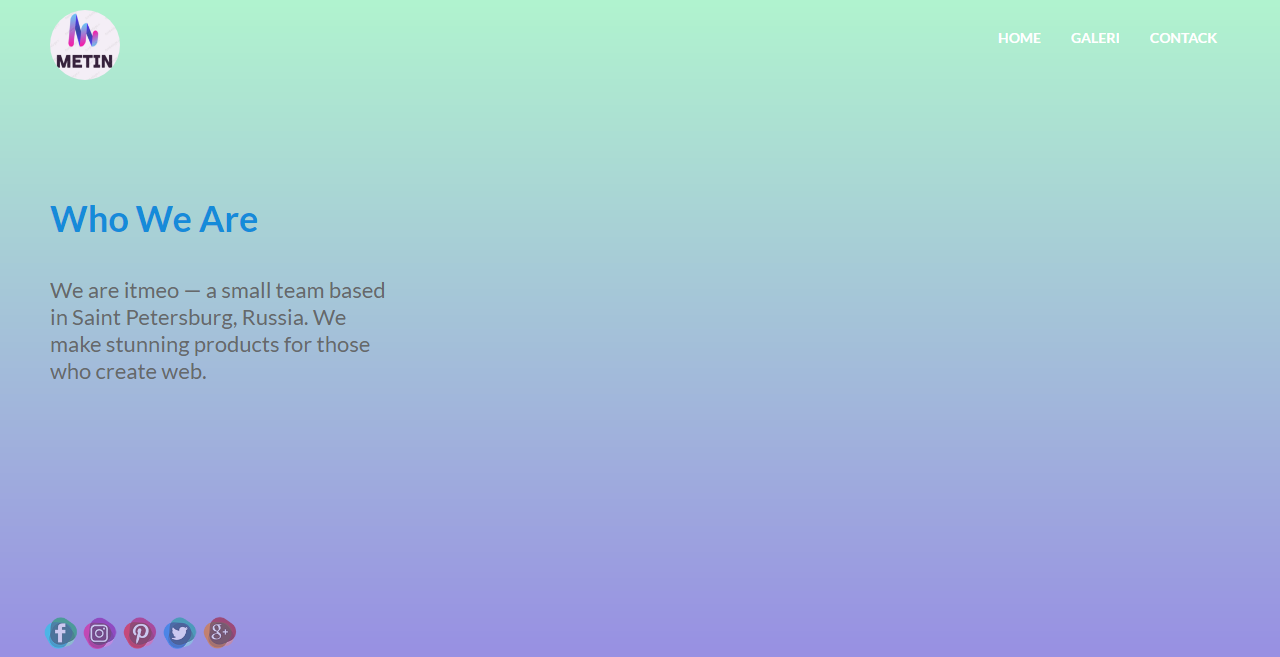 METIN
HOME GALERI CONTACK
Who We Are
We are itmeo — a small team based
in Saint Petersburg, Russia. We
make stunning products for those
who create web.